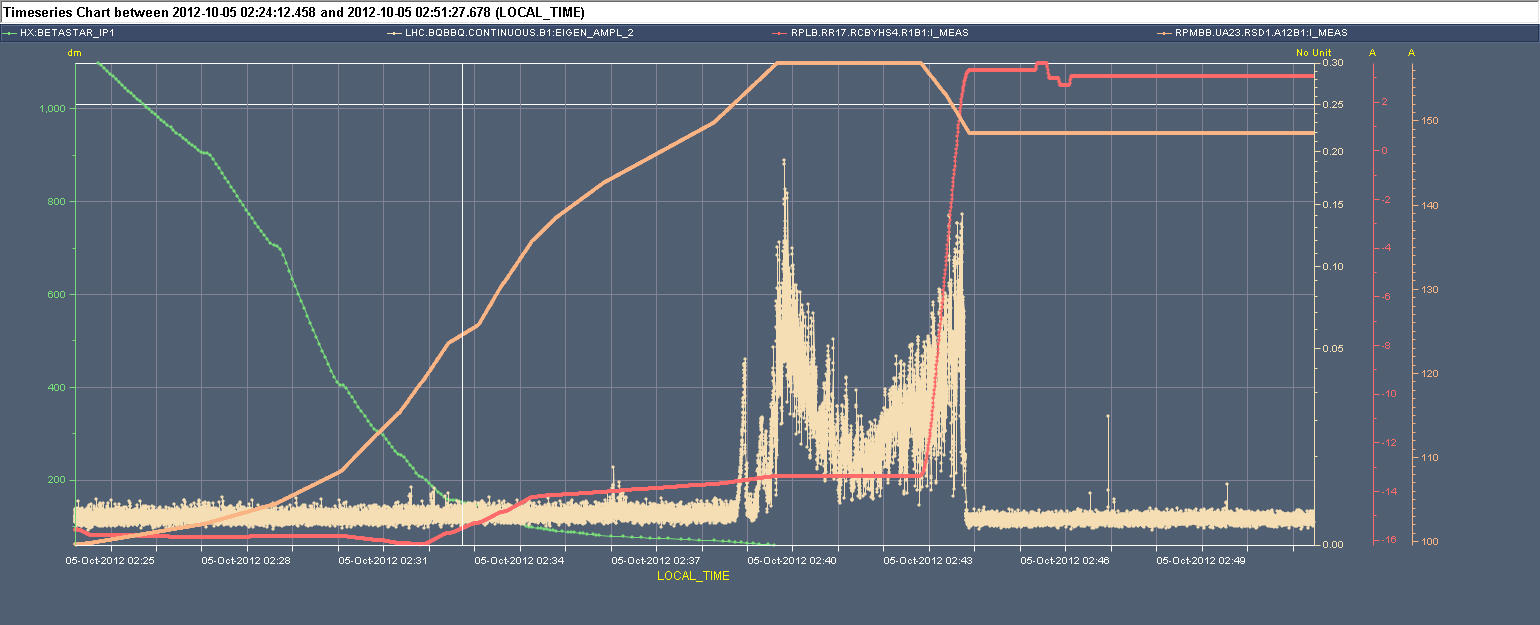 Timeseries Chart between 2012-10-05 02:24:12.458 and 2012-10-05 02:51:27.678 (LOCAL_TIME)
HX:BETASTAR_IP1 LHC.BQBBQ.CONTINUOUS.B1:EIGEN_AMPL_2 RPLB.RR17.RCBYHS4.R1B1:I_MEAS RPMBB.UA23.RSD1.A12B1:I_MEAS
dm No Unit A A
0.30
1,000 0.25 2 150
0.20 0
800 0.15 -2 140
0.10 -4
600 -6 130
0.05 -8
400 -10 120
-12
200 -14 110
0.00 -16 100
05-Oct-2012 02:25 05-Oct-2012 02:28 05-Oct-2012 02:31 05-Oct-2012 02:34 05-Oct-2012 02:37 05-Oct-2012 02:40 05-Oct-2012 02:43 05-Oct-2012 02:46 05-Oct-2012 02:49
LOCAL_TIME